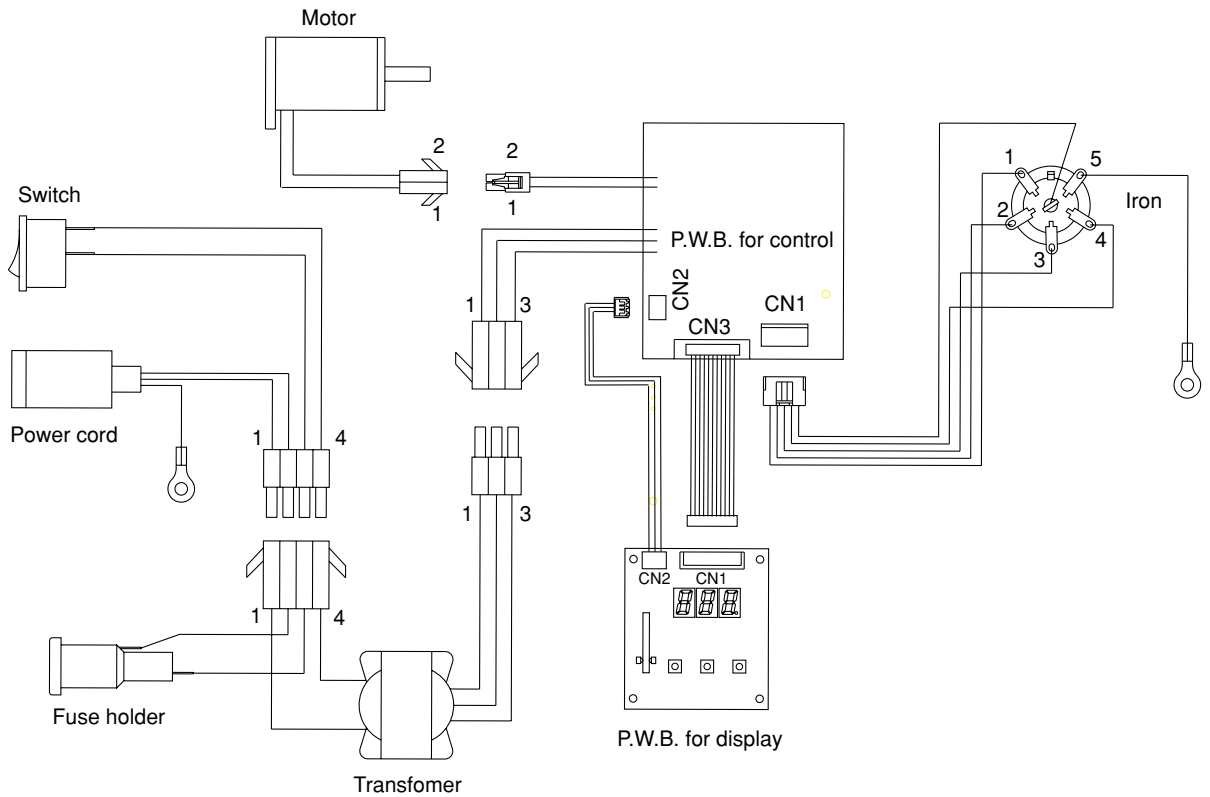 Motor
2
2
1
1
Switch
P.W.B. for control
1
3
CN2
CN1
CN3
1
5
2
4
3
Iron
Power cord
1
4
1
3
1
4
Fuse holder
Transfomer
CN2
CN1
888.
P.W.B. for display